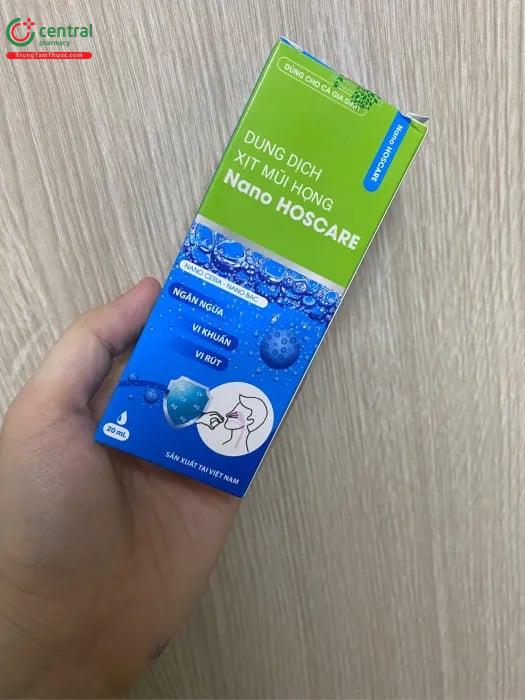 central
pharmacy
TrungTamThuoc.com
DÙNG CHO CẢ GIA ĐÌNH
Nano HOSCARE
DUNG DỊCH
XỊT MŨI HỌNG
Nano HOSCARE
NANO CERIA - NANO BẠC
NGĂN NGỪA
VI KHUẨN
VI RÚT
20 mL
SẢN XUẤT TẠI VIỆT NAM